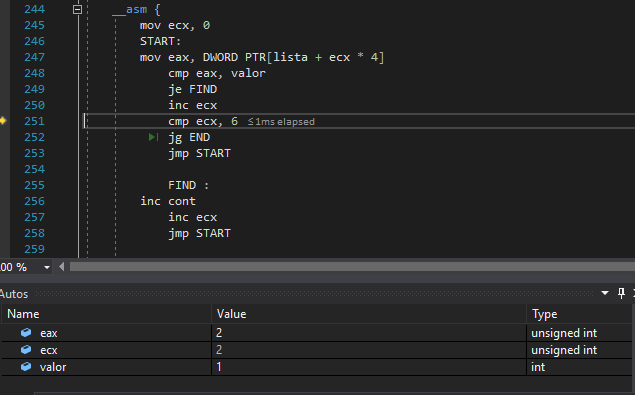 244 __asm {
245 mov ecx, 0
246 START:
247 mov eax, DWORD PTR[lista + ecx * 4]
248 cmp eax, valor
249 je FIND
250 inc ecx
251 cmp ecx, 6 ≤1ms elapsed
252 jg END
253 jmp START
254
255 FIND :
256 inc cont
257 inc ecx
258 jmp START
259
00 %
Autos
Name Value Type
eax 2 unsigned int
ecx 2 unsigned int
valor 1 int